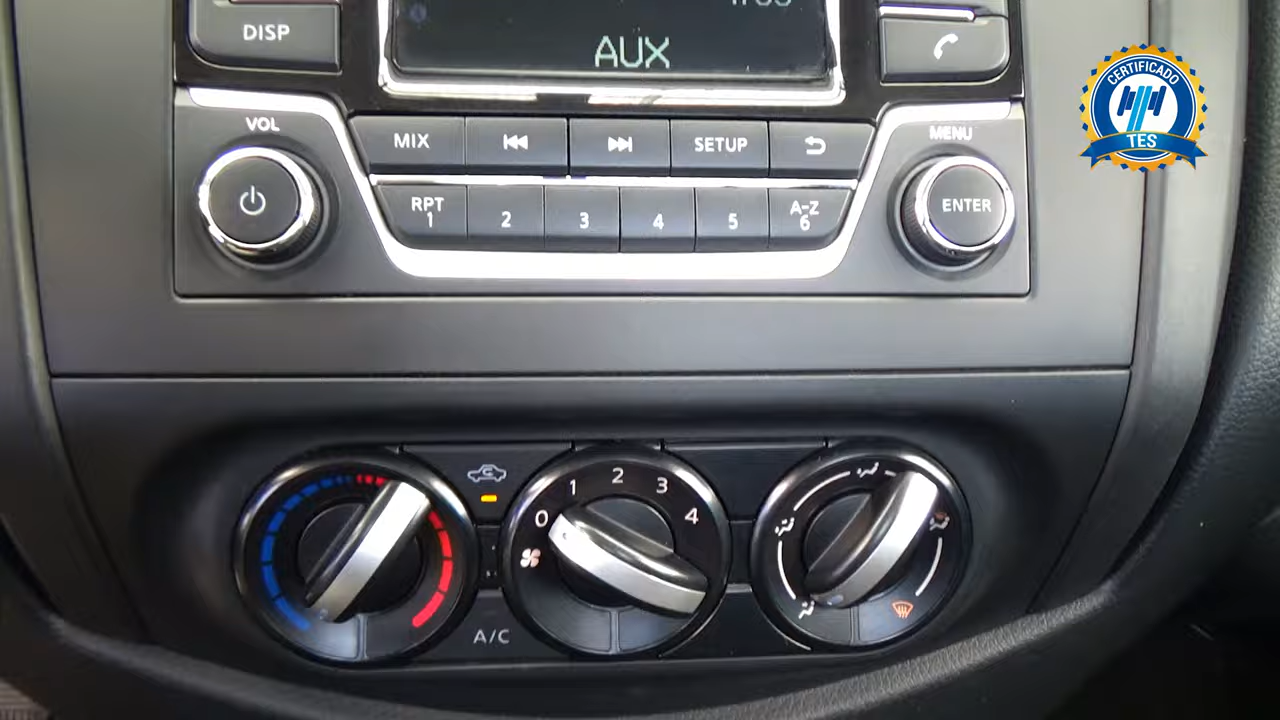 DISP
AUX
VOL
MIX
SETUP
MENU
RPT
1
2
3
4
5
A-Z
6
ENTER
CERTIFICADO
TES
0
1
2
3
4
A/C